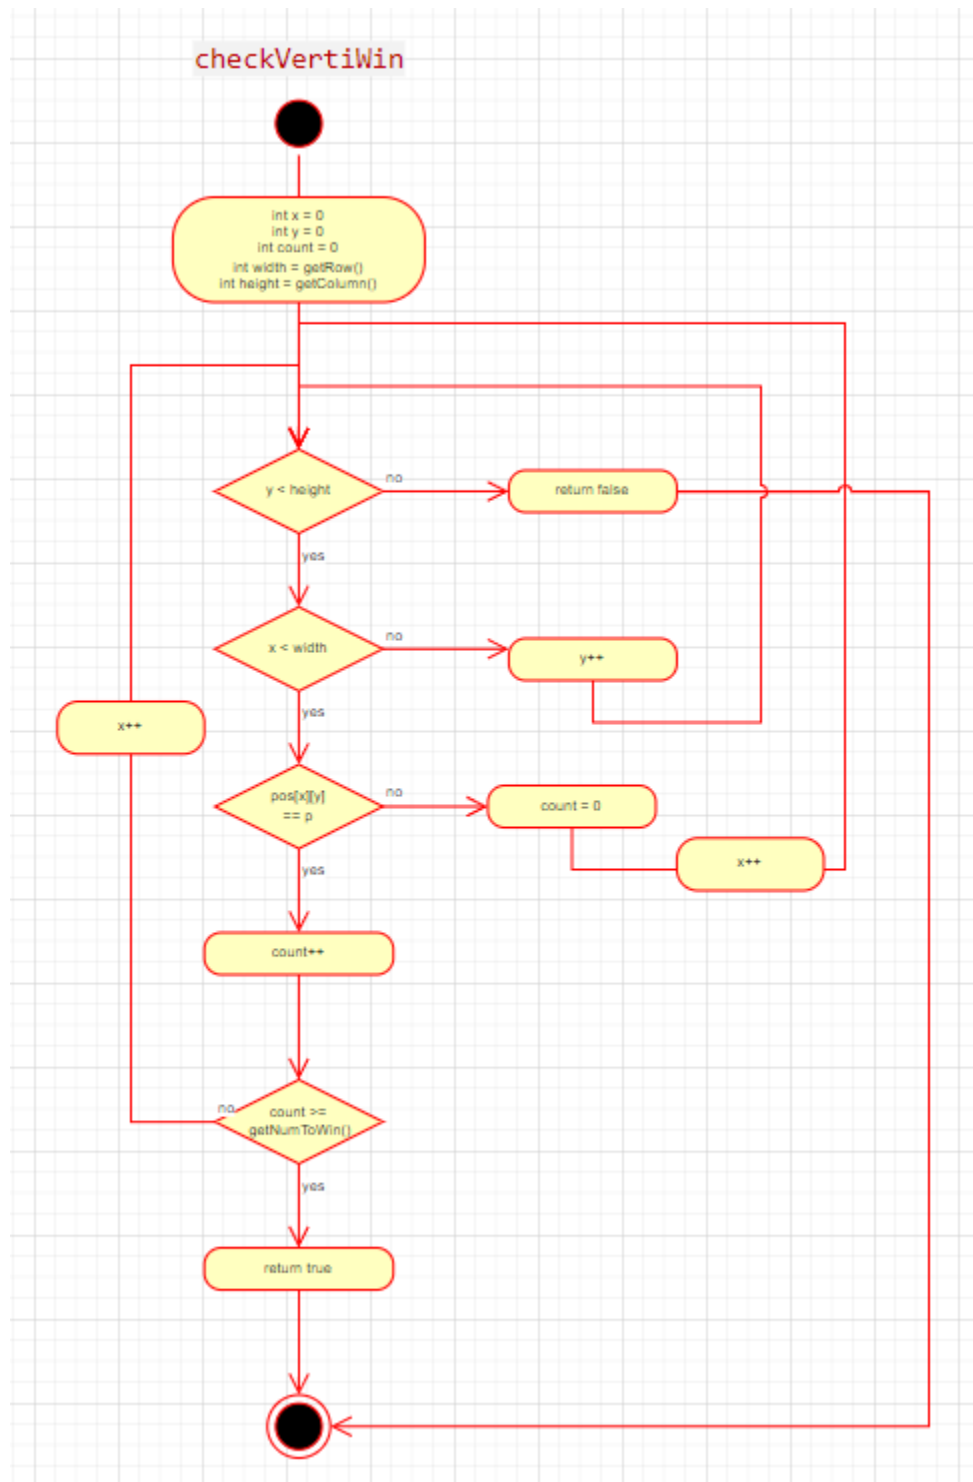 checkVertiWin
int x = 0
int y = 0
int count = 0
int width = getRow()
int height = getColumn()
y < height
no
return false
yes
x < width
no
y++
yes
x++
pos[x][y]
== p
no
count = 0
x++
yes
count++
no
count >=
getNumToWin()
yes
return true